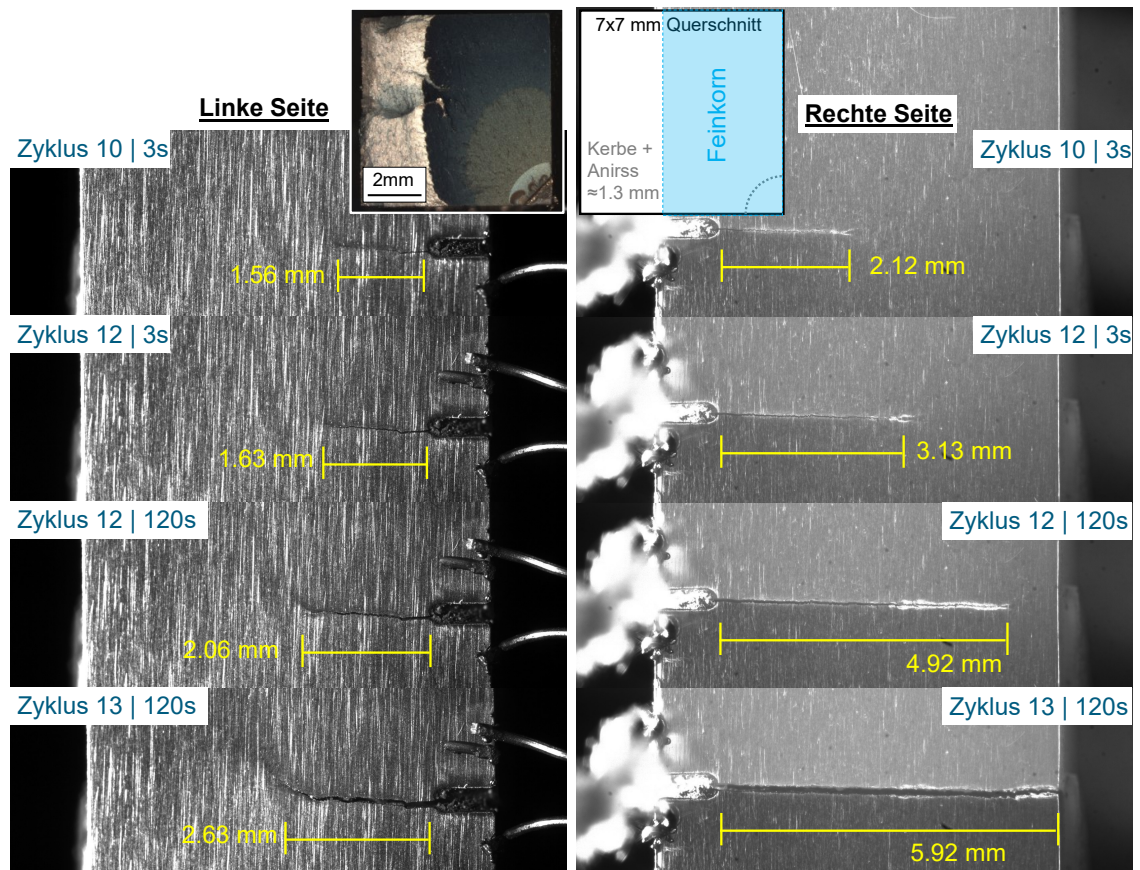 Linke Seite
2mm
7x7 mm Querschnitt
Feinkorn
Kerbe +
Anirss
≈1.3 mm
Rechte Seite
Zyklus 10 | 3s
1.56 mm
Zyklus 10 | 3s
2.12 mm
Zyklus 12 | 3s
1.63 mm
Zyklus 12 | 3s
3.13 mm
Zyklus 12 | 120s
2.06 mm
Zyklus 12 | 120s
4.92 mm
Zyklus 13 | 120s
2.63 mm
Zyklus 13 | 120s
5.92 mm